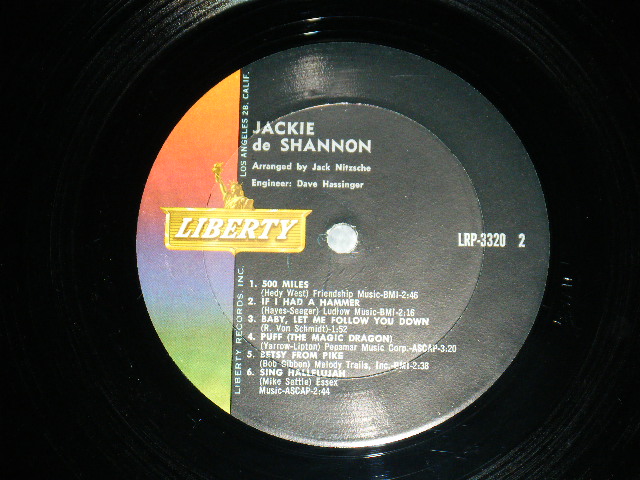 LOS ANGELES 28, CALIF.
JACKIE
de SHANNON
Arranged by Jack Nitzsche
Engineer: Dave Hassinger
LIBERTY
LRP-3320 2
LIBERTY RECORDS, INC.
1. 500 MILES
(Hedy West) Friendship Music-BMI-2:46
2. IF I HAD A HAMMER
(Hayes-Seeger) Ludlow Music-BMI-2:16
3. BABY, LET ME FOLLOW YOU DOWN
(R. Von Schmidt)-1:52
4. PUFF (THE MAGIC DRAGON)
(Yarrow-Lipton) Pepamar Music Corp.-ASCAP-3:20
5. BETSY FROM PIKE
(Bob Gibbon) Melody Trails, Inc.-BMI-2:38
6. SING HALLELUJAH
(Mike Settle) Essex
Music-ASCAP-2:44